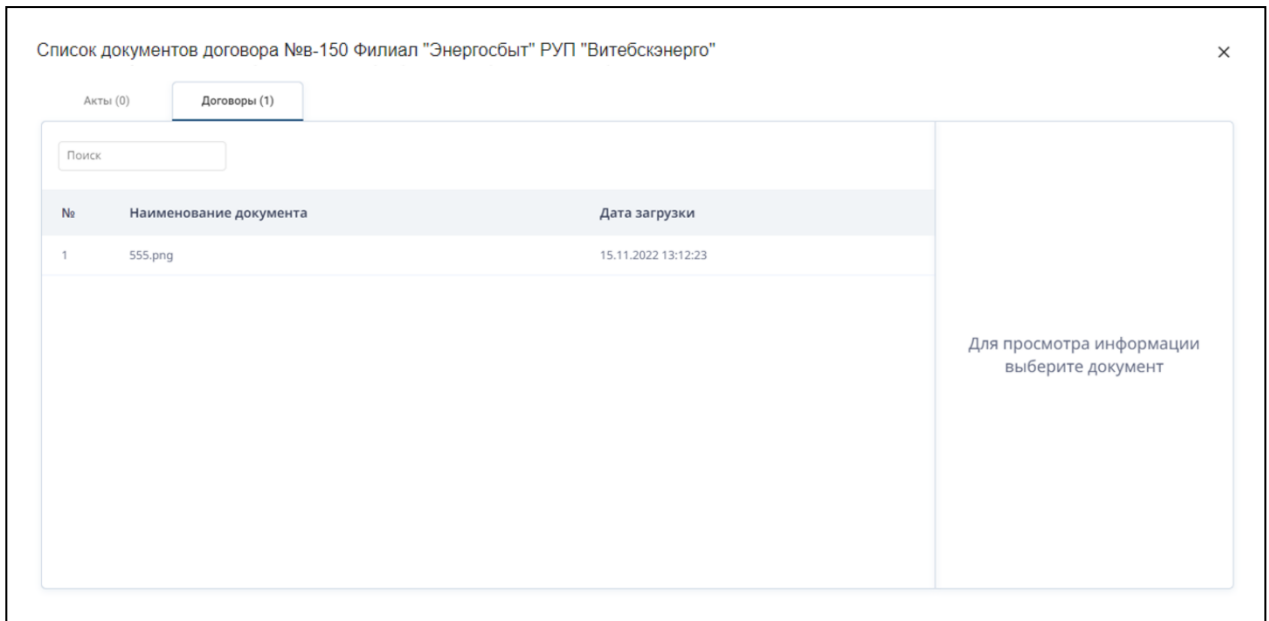 Список документов договора №в-150 Филиал "Энергосбыт" РУП "Витебскэнерго"
Акты (0) Договоры (1)
Поиск
№ Наименование документа Дата загрузки
1 555.png 15.11.2022 13:12:23
Для просмотра информации
выберите документ